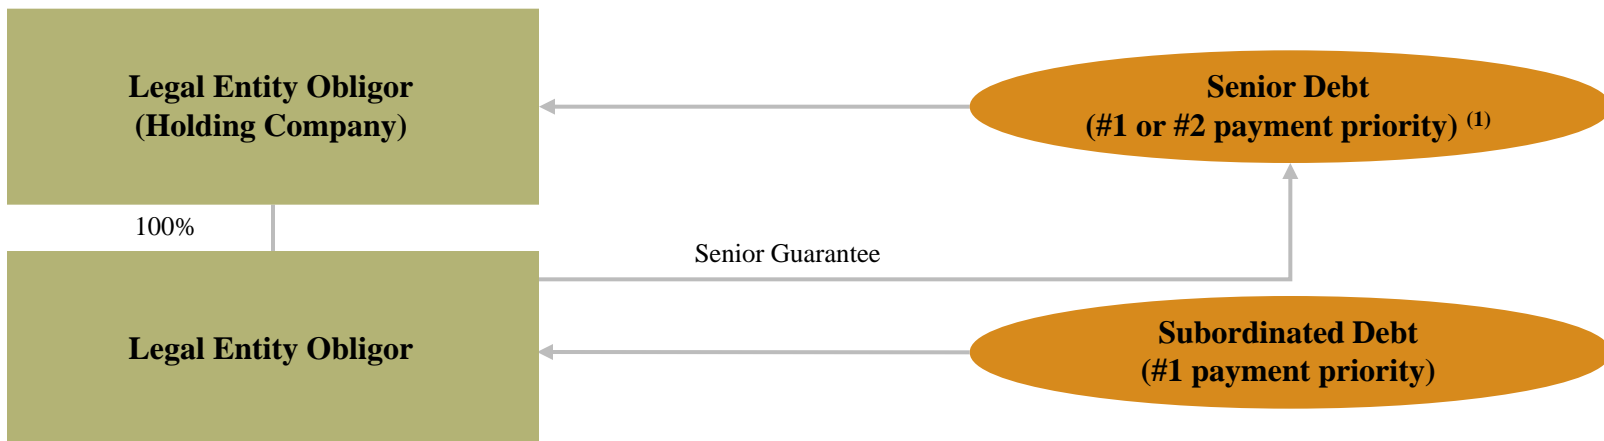 Legal Entity Obligor
(Holding Company)
Senior Debt
(#1 or #2 payment priority) (1)
100%
Senior Guarantee
Legal Entity Obligor
Subordinated Debt
(#1 payment priority)